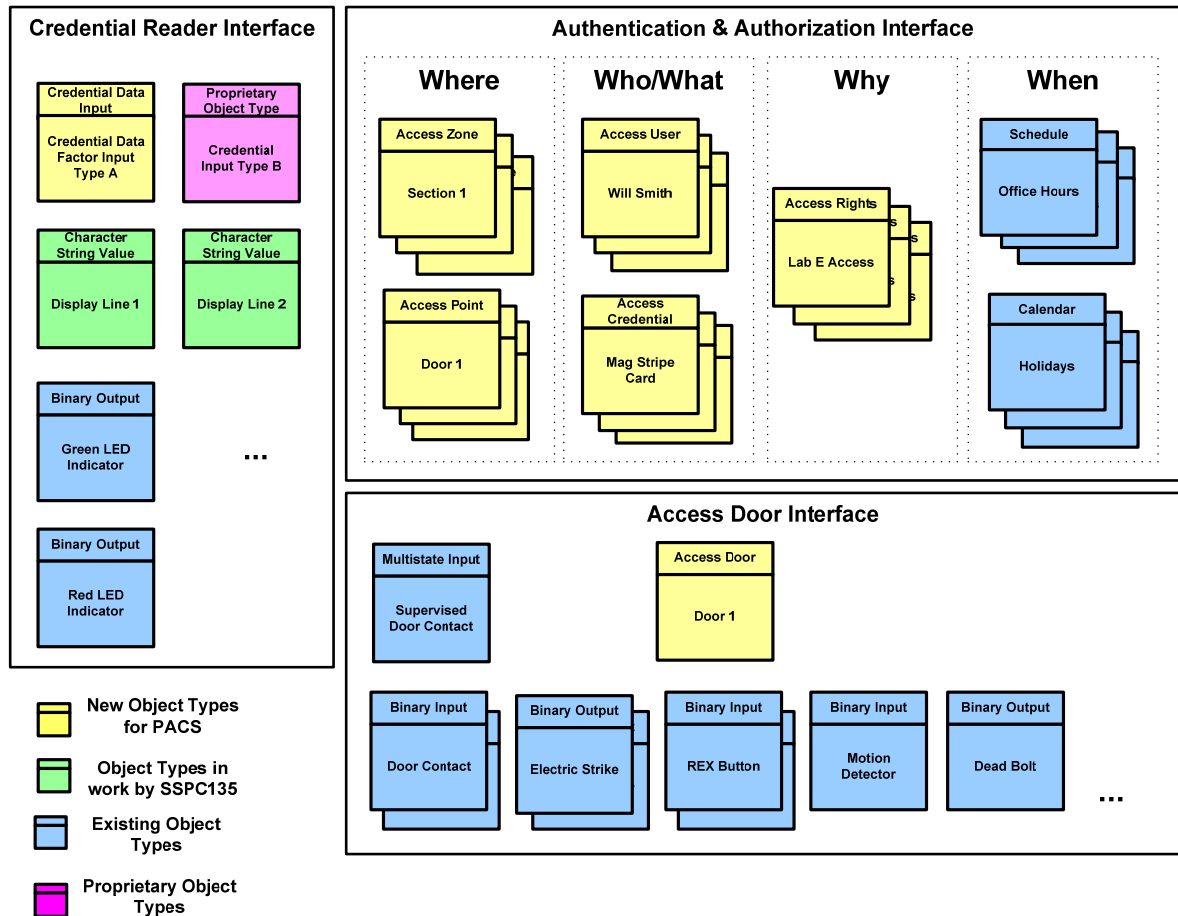 Credential Reader Interface
Credential Data
Input
Credential Data
Factor Input
Type A
Proprietary
Object Type
Credential
Input Type B
Character
String Value
Display Line 1
Character
String Value
Display Line 2
Binary Output
Green LED
Indicator
...
Binary Output
Red LED
Indicator
Authentication & Authorization Interface
Where
Access Zone
Section 1
Access Point
Door 1
Who/What
Access User
Will Smith
Access
Credential
Mag Stripe
Card
Why
Access Rights
Lab E Access
When
Schedule
Office Hours
Calendar
Holidays
Access Door Interface
Multistate Input
Supervised
Door Contact
Access Door
Door 1
Binary Input
Door Contact
Binary Output
Electric Strike
Binary Input
REX Button
Binary Input
Motion
Detector
Binary Output
Dead Bolt
...
New Object Types
for PACS
Object Types in
work by SSPC135
Existing Object
Types
Proprietary Object
Types